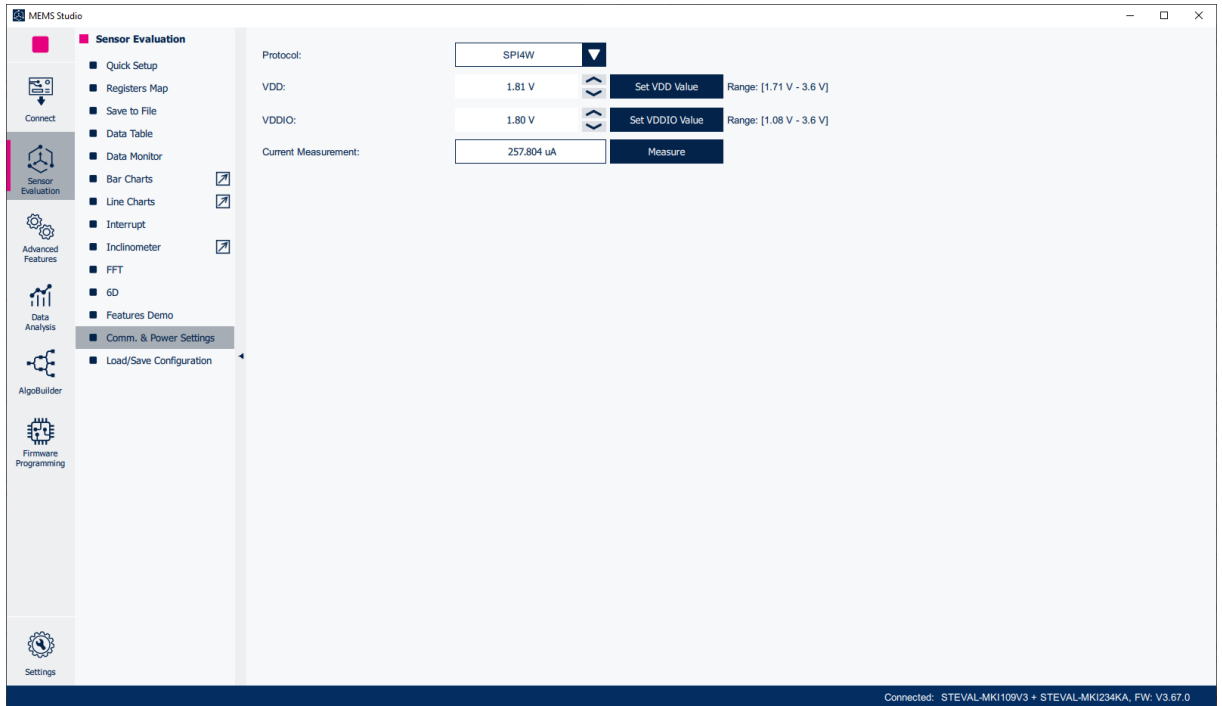 MEMS Studio
Connect
Sensor
Evaluation
Advanced
Features
Data
Analysis
AlgoBuilder
Firmware
Programming
Settings
Sensor Evaluation
Quick Setup
Registers Map
Save to File
Data Table
Data Monitor
Bar Charts
Line Charts
Interrupt
Inclinometer
FFT
6D
Features Demo
Comm. & Power Settings
Load/Save Configuration
Protocol: SPI4W
VDD: 1.81 V Set VDD Value Range: [1.71 V - 3.6 V]
VDDIO: 1.80 V Set VDDIO Value Range: [1.08 V - 3.6 V]
Current Measurement: 257.804 uA Measure
Connected: STEVAL-MKI109V3 + STEVAL-MKI234KA, FW: V3.67.0